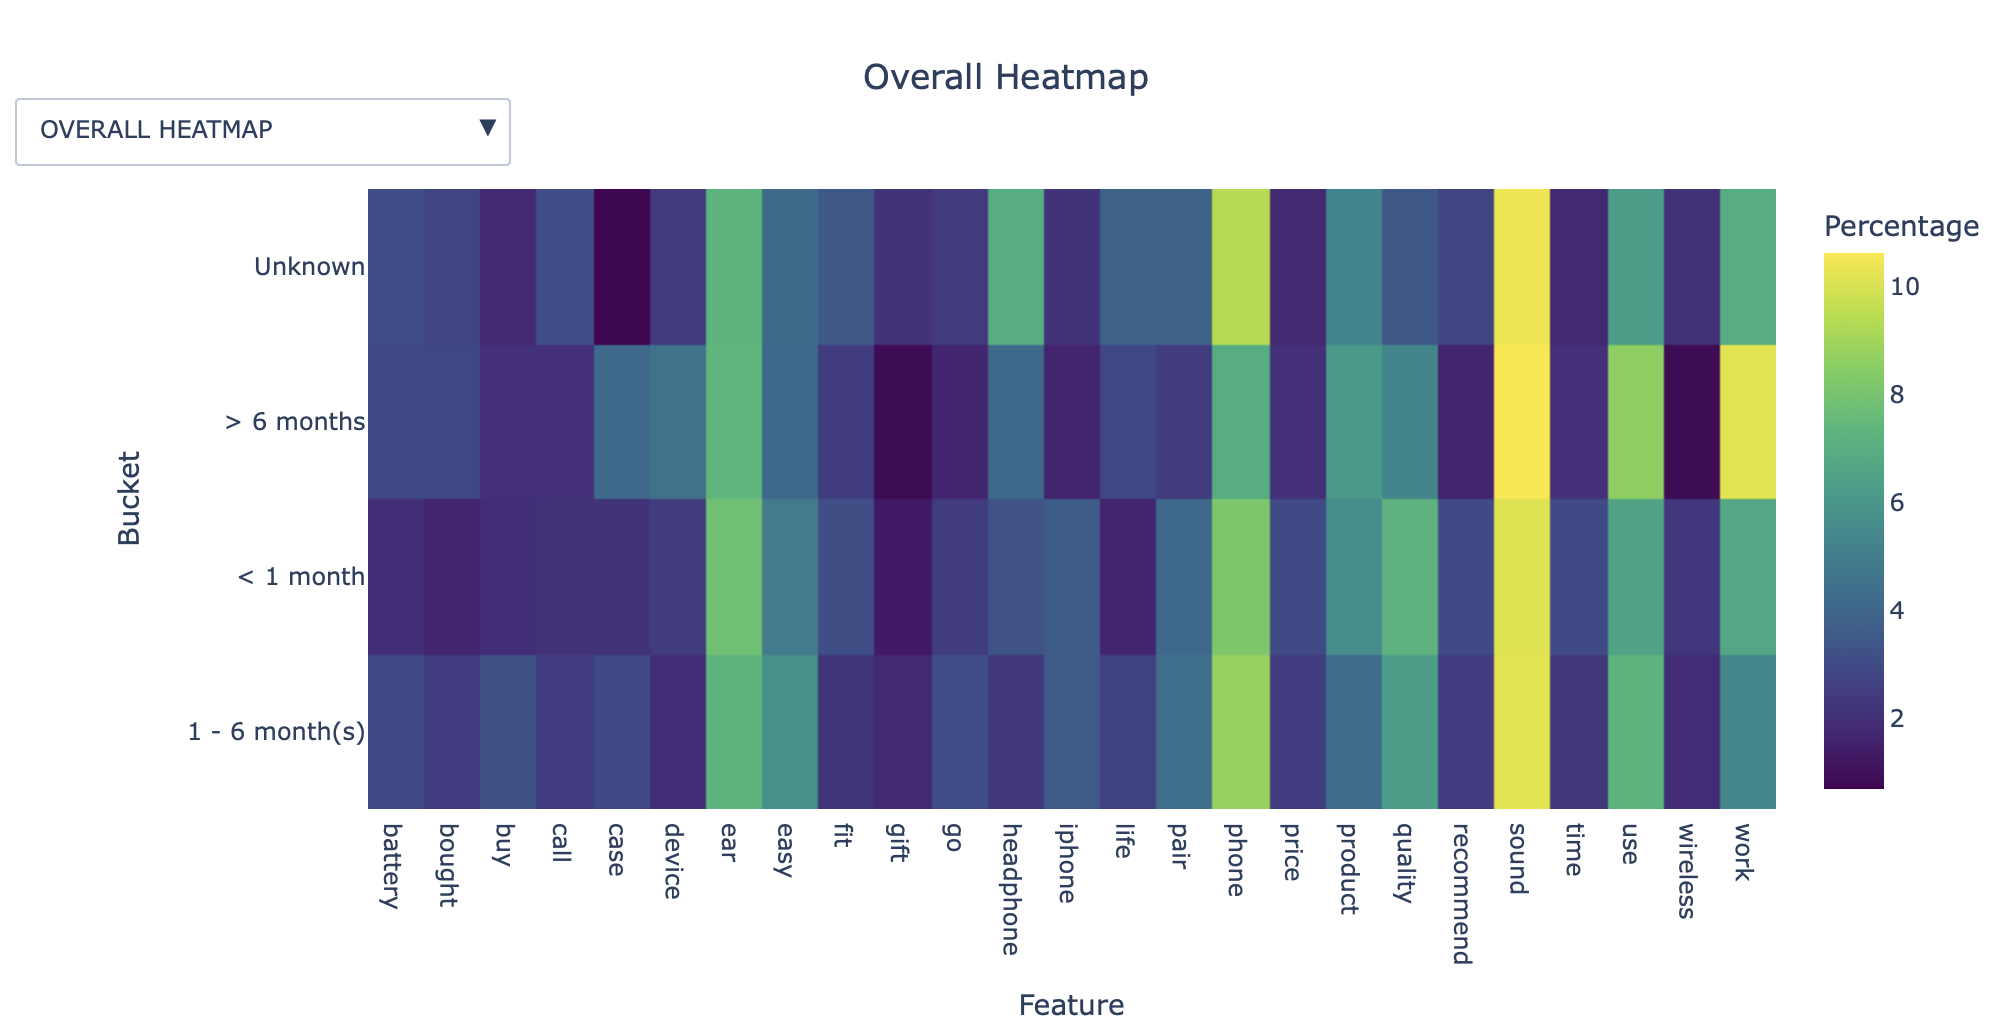 Overall Heatmap
OVERALL HEATMAP ▼
Percentage
10
8
6
4
2
Bucket
Unknown
> 6 months
< 1 month
1 - 6 month(s)
battery
bought
buy
call
case
device
ear
easy
fit
gift
go
headphone
iphone
life
pair
phone
price
product
quality
recommend
sound
time
use
wireless
work
Feature